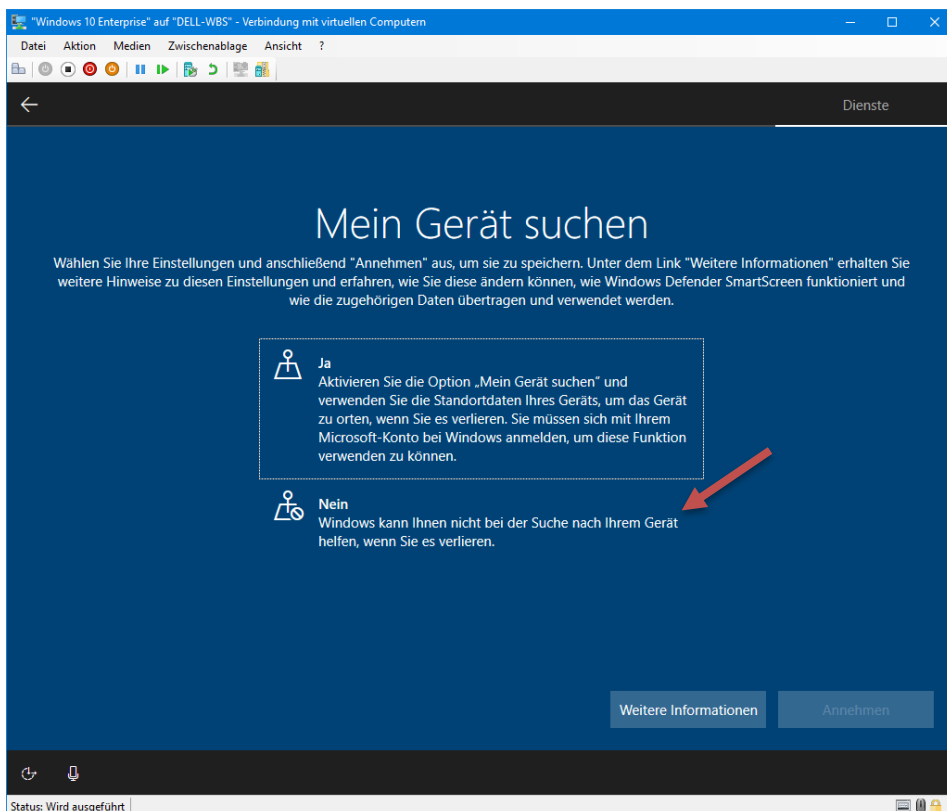 "Windows 10 Enterprise" auf "DELL-WBS" - Verbindung mit virtuellen Computern
Datei Aktion Medien Zwischenablage Ansicht ?
Dienste
Mein Gerät suchen
Wählen Sie Ihre Einstellungen und anschließend "Annehmen" aus, um sie zu speichern. Unter dem Link "Weitere Informationen" erhalten Sie
weitere Hinweise zu diesen Einstellungen und erfahren, wie Sie diese ändern können, wie Windows Defender SmartScreen funktioniert und
wie die zugehörigen Daten übertragen und verwendet werden.
Ja
Aktivieren Sie die Option „Mein Gerät suchen“ und
verwenden Sie die Standortdaten Ihres Geräts, um das Gerät
zu orten, wenn Sie es verlieren. Sie müssen sich mit Ihrem
Microsoft-Konto bei Windows anmelden, um diese Funktion
verwenden zu können.
Nein
Windows kann Ihnen nicht bei der Suche nach Ihrem Gerät
helfen, wenn Sie es verlieren.
Weitere Informationen
Annehmen
Status: Wird ausgeführt